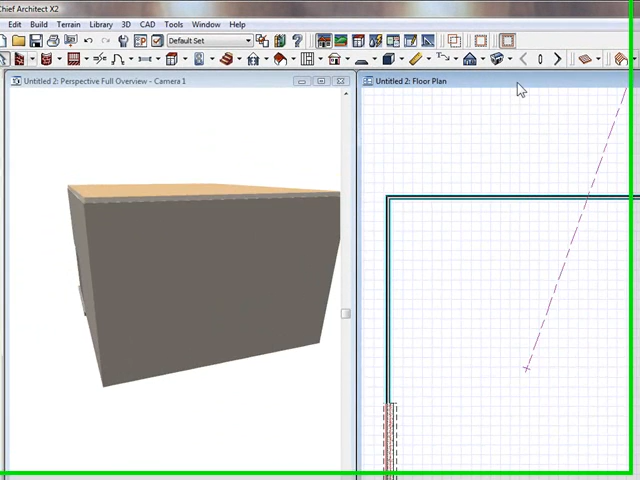 Chief Architect X2
Edit Build Terrain Library 3D CAD Tools Window Help
Default Set
Untitled 2: Perspective Full Overview - Camera 1
Untitled 2: Floor Plan